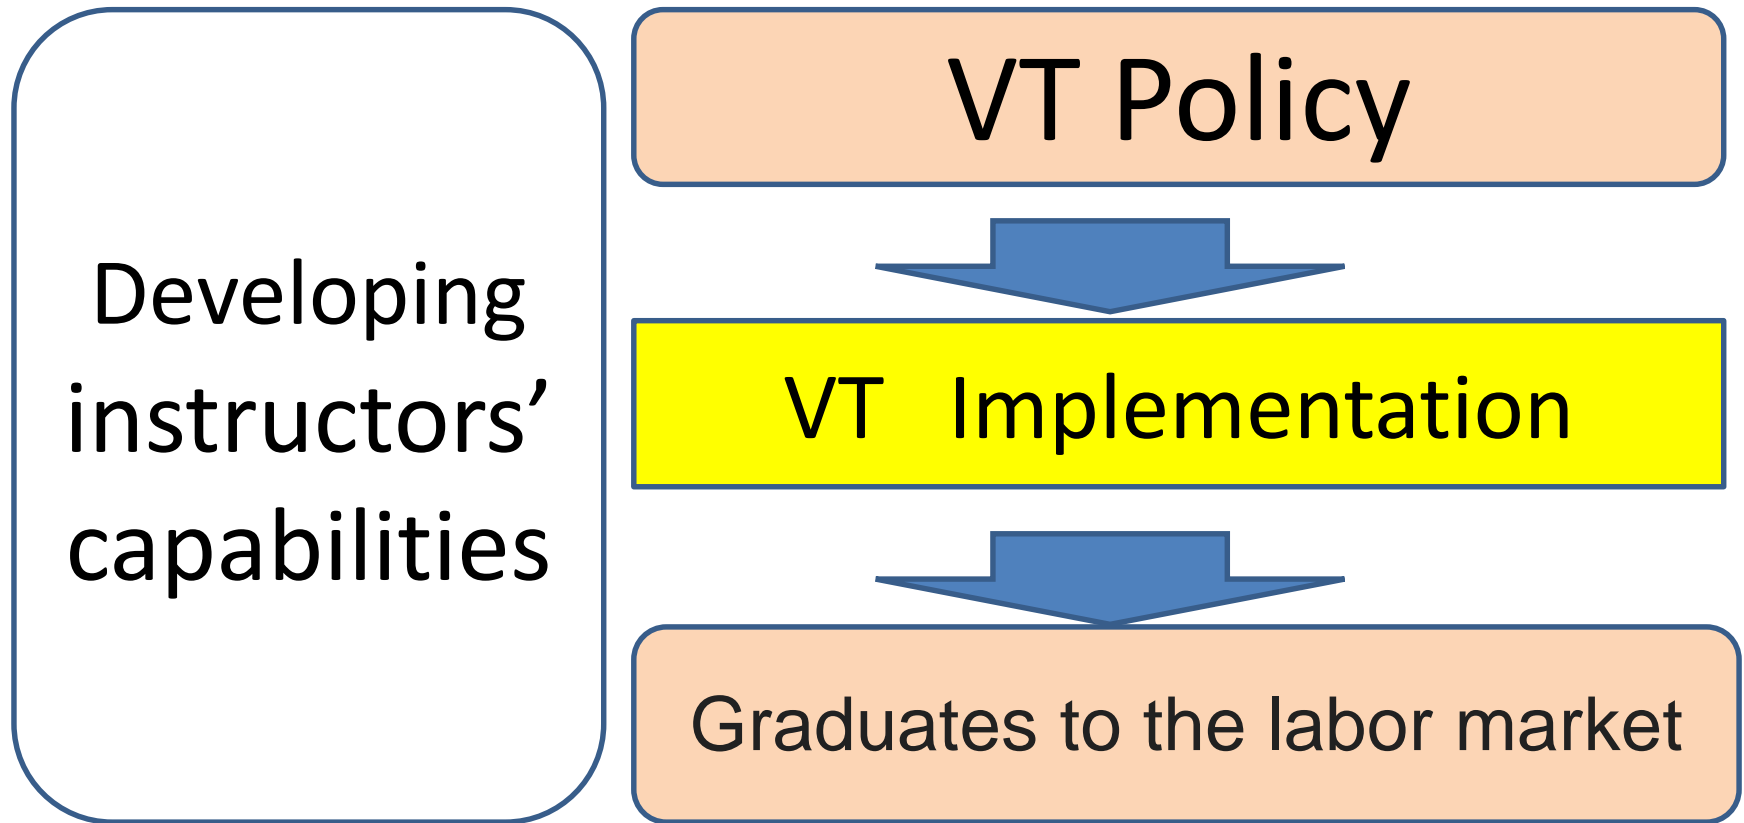 Developing
instructors’
capabilities
VT Policy
VT Implementation
Graduates to the labor market